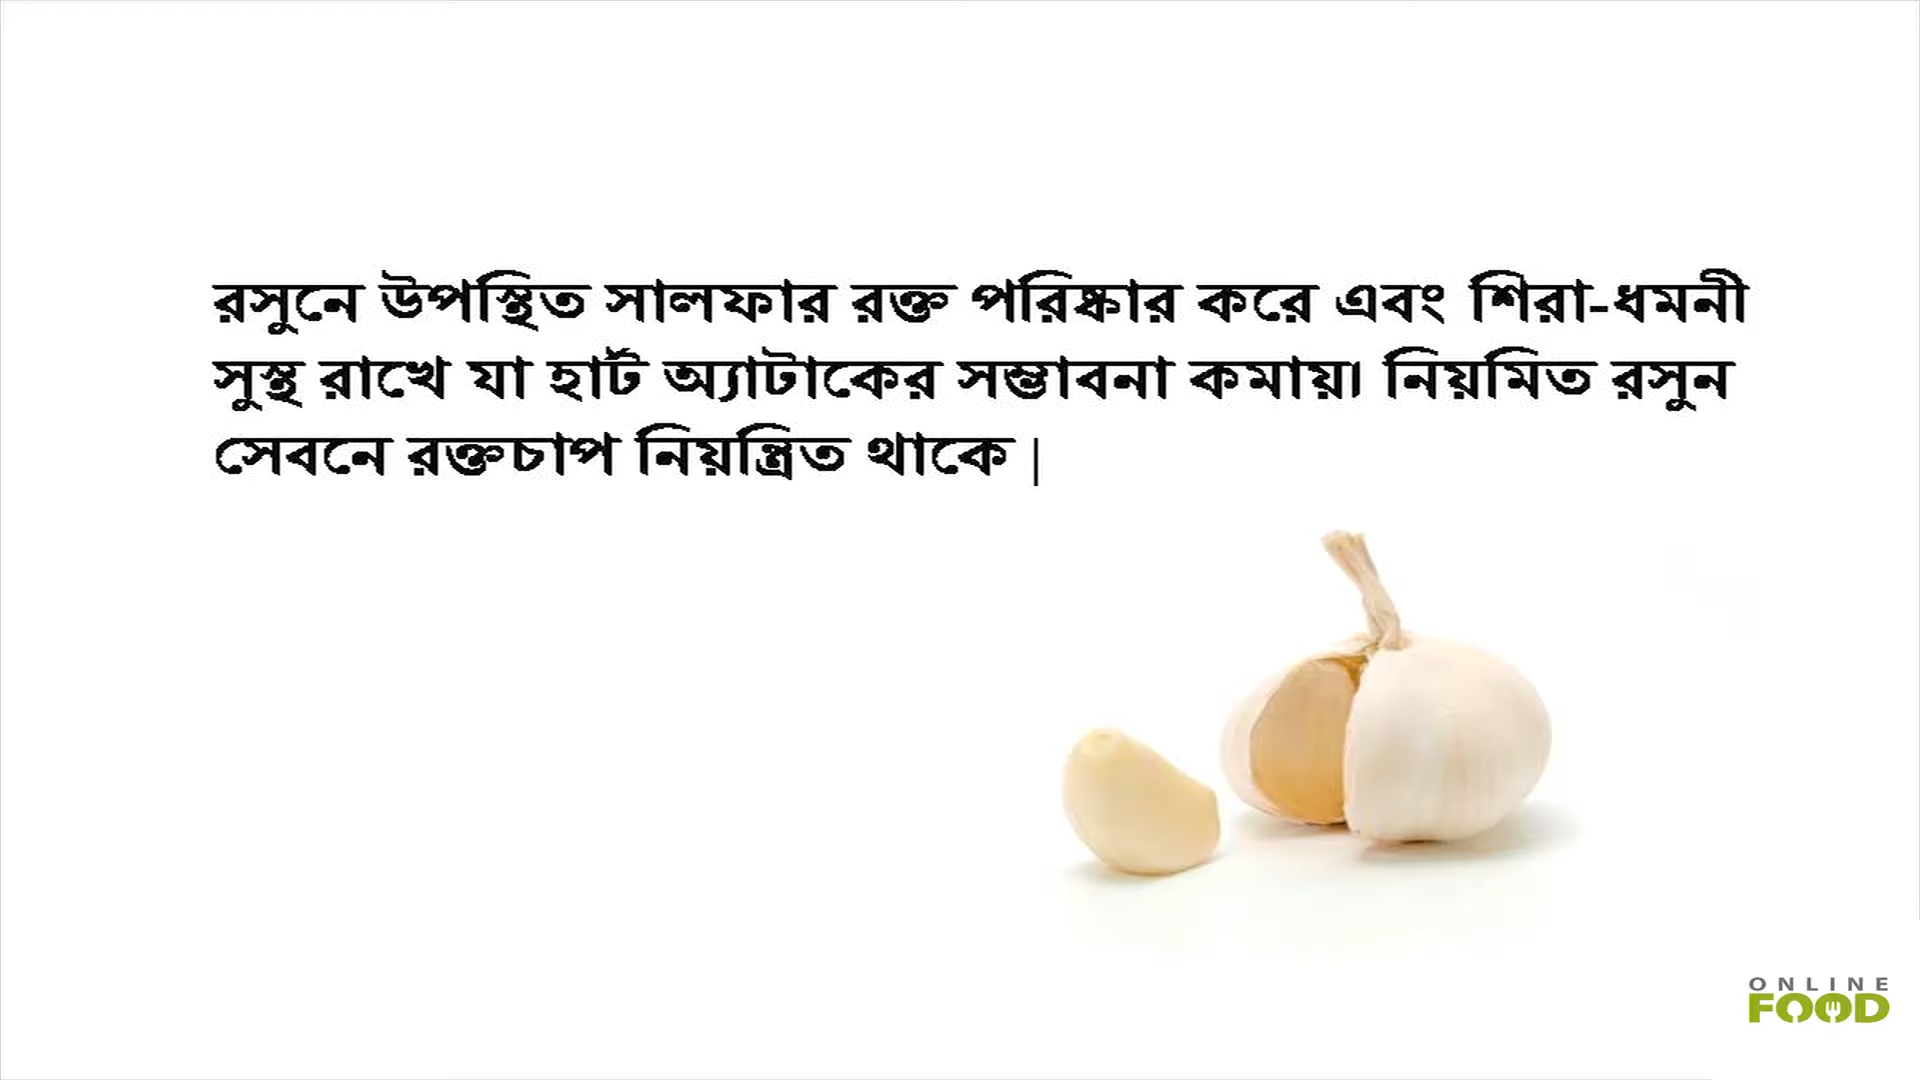 রসুনে উপস্থিত সালফার রক্ত পরিষ্কার করে এবং শিরা-ধমনী
সুস্থ রাখে যা হার্ট অ্যাটাকের সম্ভাবনা কমায়। নিয়মিত রসুন
সেবনে রক্তচাপ নিয়ন্ত্রিত থাকে |
ONLINE
FOOD